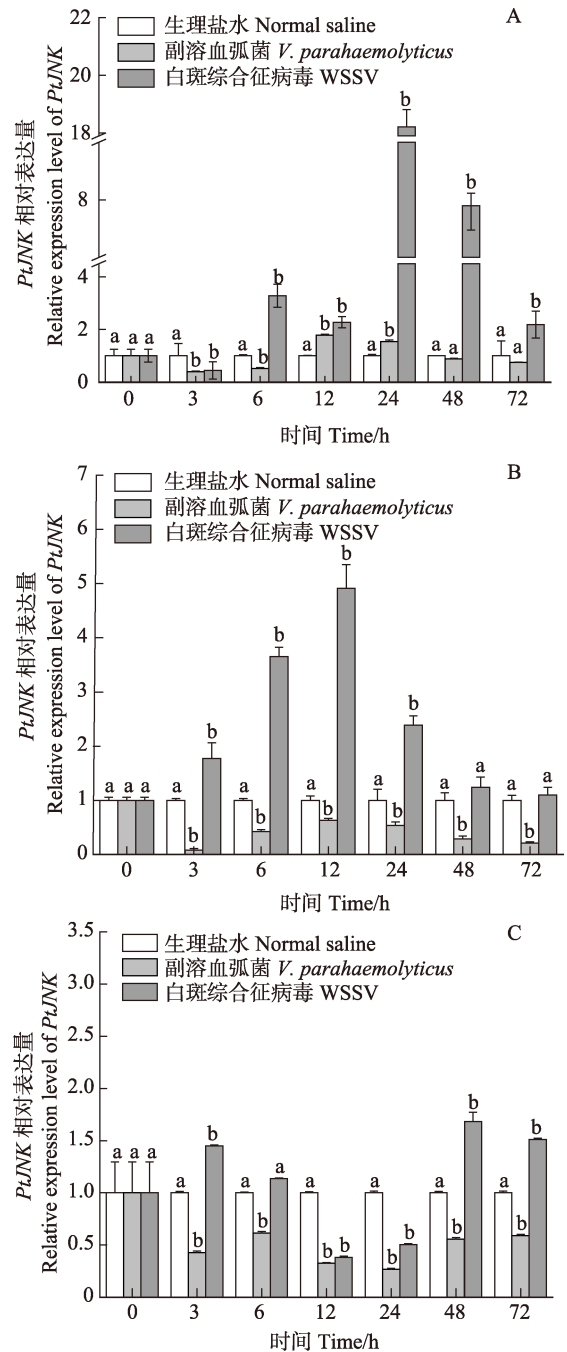 A
生理盐水 Normal saline
副溶血弧菌 V. parahaemolyticus
白斑综合征病毒 WSSV
PtJNK 相对表达量
Relative expression level of PtJNK
22
20
18
8
4
2
0
a a a
a b b
a b b
a b b
a b b
a a b
a a b
0 3 6 12 24 48 72
时间 Time/h
B
生理盐水 Normal saline
副溶血弧菌 V. parahaemolyticus
白斑综合征病毒 WSSV
PtJNK 相对表达量
Relative expression level of PtJNK
7
6
5
4
3
2
1
0
a a a
a b b
a b b
a b b
a b b
a b a
a b a
0 3 6 12 24 48 72
时间 Time/h
C
生理盐水 Normal saline
副溶血弧菌 V. parahaemolyticus
白斑综合征病毒 WSSV
PtJNK 相对表达量
Relative expression level of PtJNK
3.5
3.0
2.5
2.0
1.5
1.0
0.5
0
a a a
a b b
a b a
a b b
a b b
a b b
a b b
0 3 6 12 24 48 72
时间 Time/h